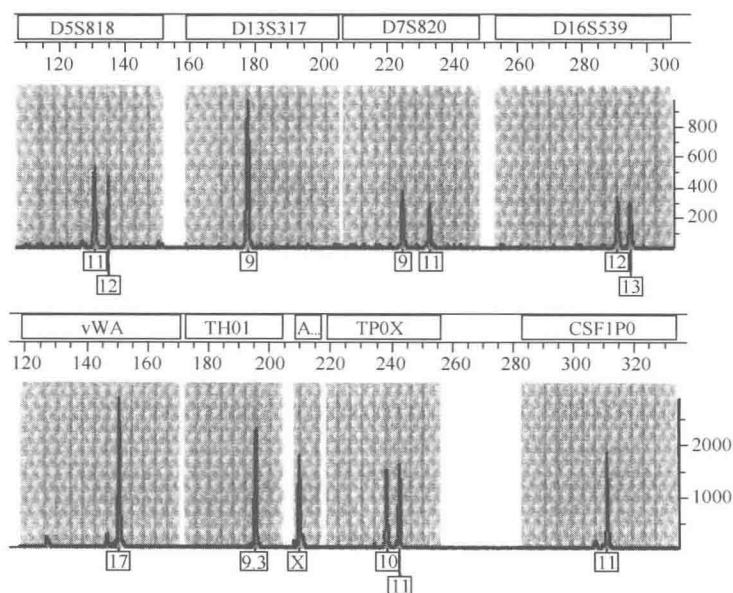 D5S818 D13S317 D7S820 D16S539
120 140 160 180 200 220 240 260 280 300
800
600
400
200
11 9 9 11 12
12 13
vWA TH01 A... TP0X CSF1P0
120 140 160 180 200 220 240 260 280 300 320
2000
1000
17 9.3 X 10 11
11